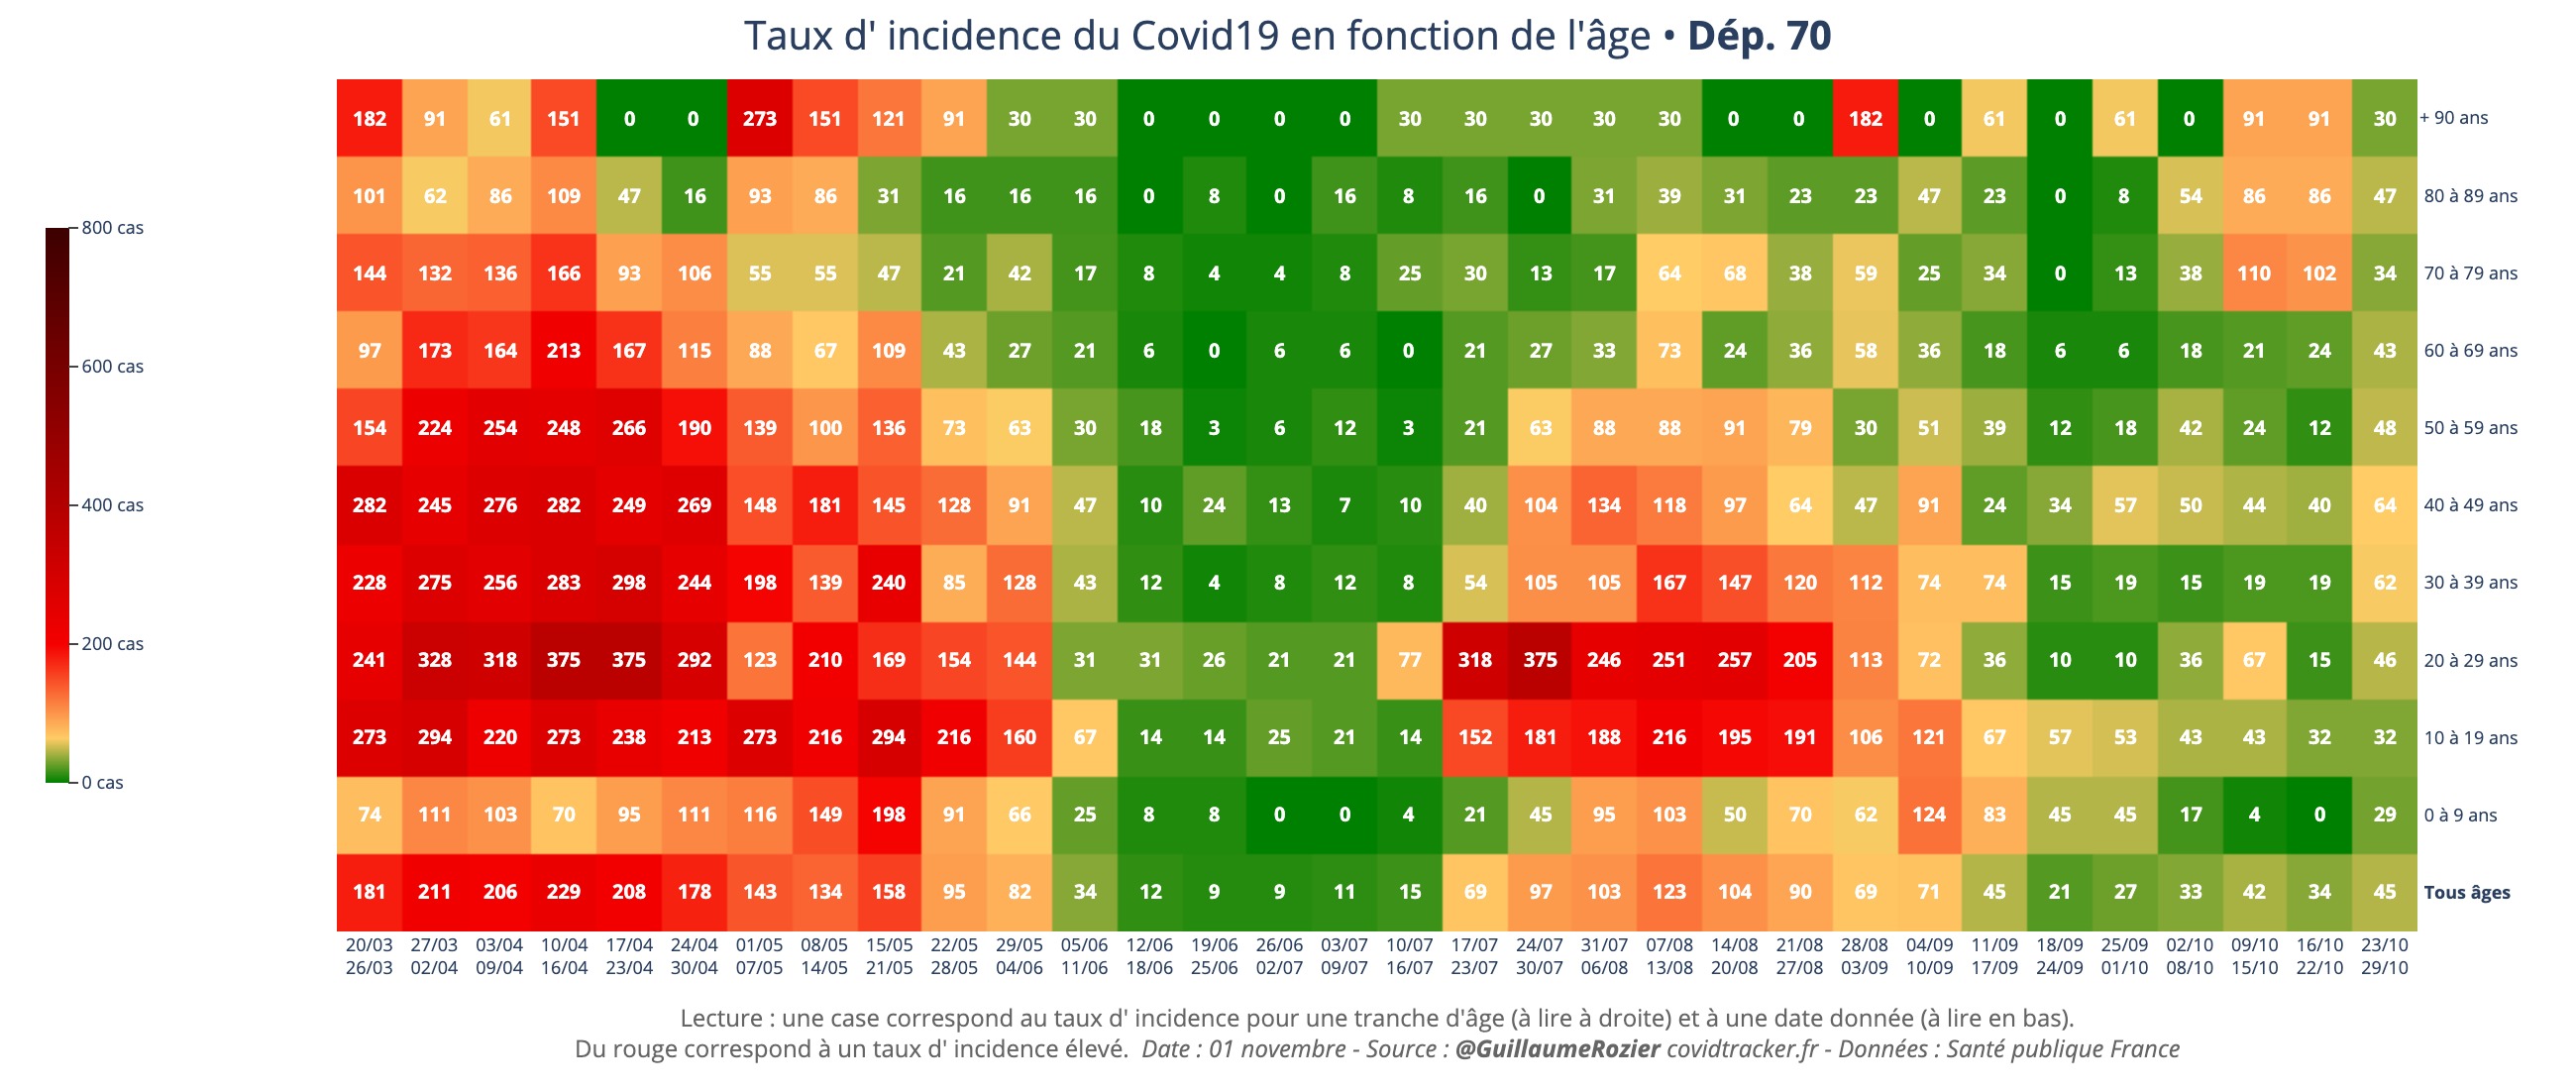 Taux d' incidence du Covid19 en fonction de l'âge • Dép. 70
800 cas
600 cas
400 cas
200 cas
0 cas
182 91 61 151 0 0 273 151 121 91 30 30 0 0 0 0 30 30 30 30 30 0 0 182 0 61 0 61 0 91 91 30 + 90 ans
101 62 86 109 47 16 93 86 31 16 16 16 0 8 0 16 8 16 0 31 39 31 23 23 47 23 0 8 54 86 86 47 80 à 89 ans
144 132 136 166 93 106 55 55 47 21 42 17 8 4 4 8 25 30 13 17 64 68 38 59 25 34 0 13 38 110 102 34 70 à 79 ans
97 173 164 213 167 115 88 67 109 43 27 21 6 0 6 6 0 21 27 33 73 24 36 58 36 18 6 6 18 21 24 43 60 à 69 ans
154 224 254 248 266 190 139 100 136 73 63 30 18 3 6 12 3 21 63 88 88 91 79 30 51 39 12 18 42 24 12 48 50 à 59 ans
282 245 276 282 249 269 148 181 145 128 91 47 10 24 13 7 10 40 104 134 118 97 64 47 91 24 34 57 50 44 40 64 40 à 49 ans
228 275 256 283 298 244 198 139 240 85 128 43 12 4 8 12 8 54 105 105 167 147 120 112 74 74 15 19 15 19 19 62 30 à 39 ans
241 328 318 375 375 292 123 210 169 154 144 31 31 26 21 21 77 318 375 246 251 257 205 113 72 36 10 10 36 67 15 46 20 à 29 ans
273 294 220 273 238 213 273 216 294 216 160 67 14 14 25 21 14 152 181 188 216 195 191 106 121 67 57 53 43 43 32 32 10 à 19 ans
74 111 103 70 95 111 116 149 198 91 66 25 8 8 0 0 4 21 45 95 103 50 70 62 124 83 45 45 17 4 0 29 0 à 9 ans
181 211 206 229 208 178 143 134 158 95 82 34 12 9 9 11 15 69 97 103 123 104 90 69 71 45 21 27 33 42 34 45 Tous âges
20/03 27/03 03/04 10/04 17/04 24/04 01/05 08/05 15/05 22/05 29/05 05/06 12/06 19/06 26/06 03/07 10/07 17/07 24/07 31/07 07/08 14/08 21/08 28/08 04/09 11/09 18/09 25/09 02/10 09/10 16/10 23/10
26/03 02/04 09/04 16/04 23/04 30/04 07/05 14/05 21/05 28/05 04/06 11/06 18/06 25/06 02/07 09/07 16/07 23/07 30/07 06/08 13/08 20/08 27/08 03/09 10/09 17/09 24/09 01/10 08/10 15/10 22/10 29/10
Lecture : une case correspond au taux d' incidence pour une tranche d'âge (à lire à droite) et à une date donnée (à lire en bas).
Du rouge correspond à un taux d' incidence élevé. Date : 01 novembre - Source : @GuillaumeRozier covidtracker.fr - Données : Santé publique France